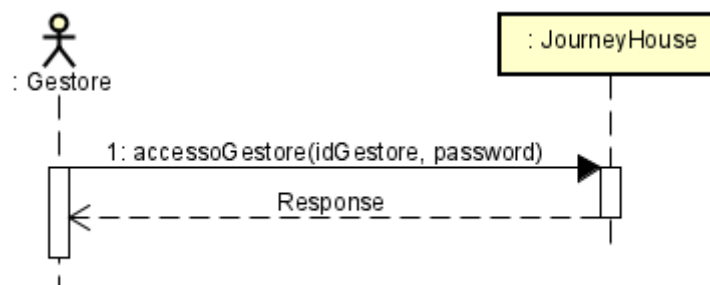 : JourneyHouse
: Gestore
1: accessoGestore(idGestore, password)
Response